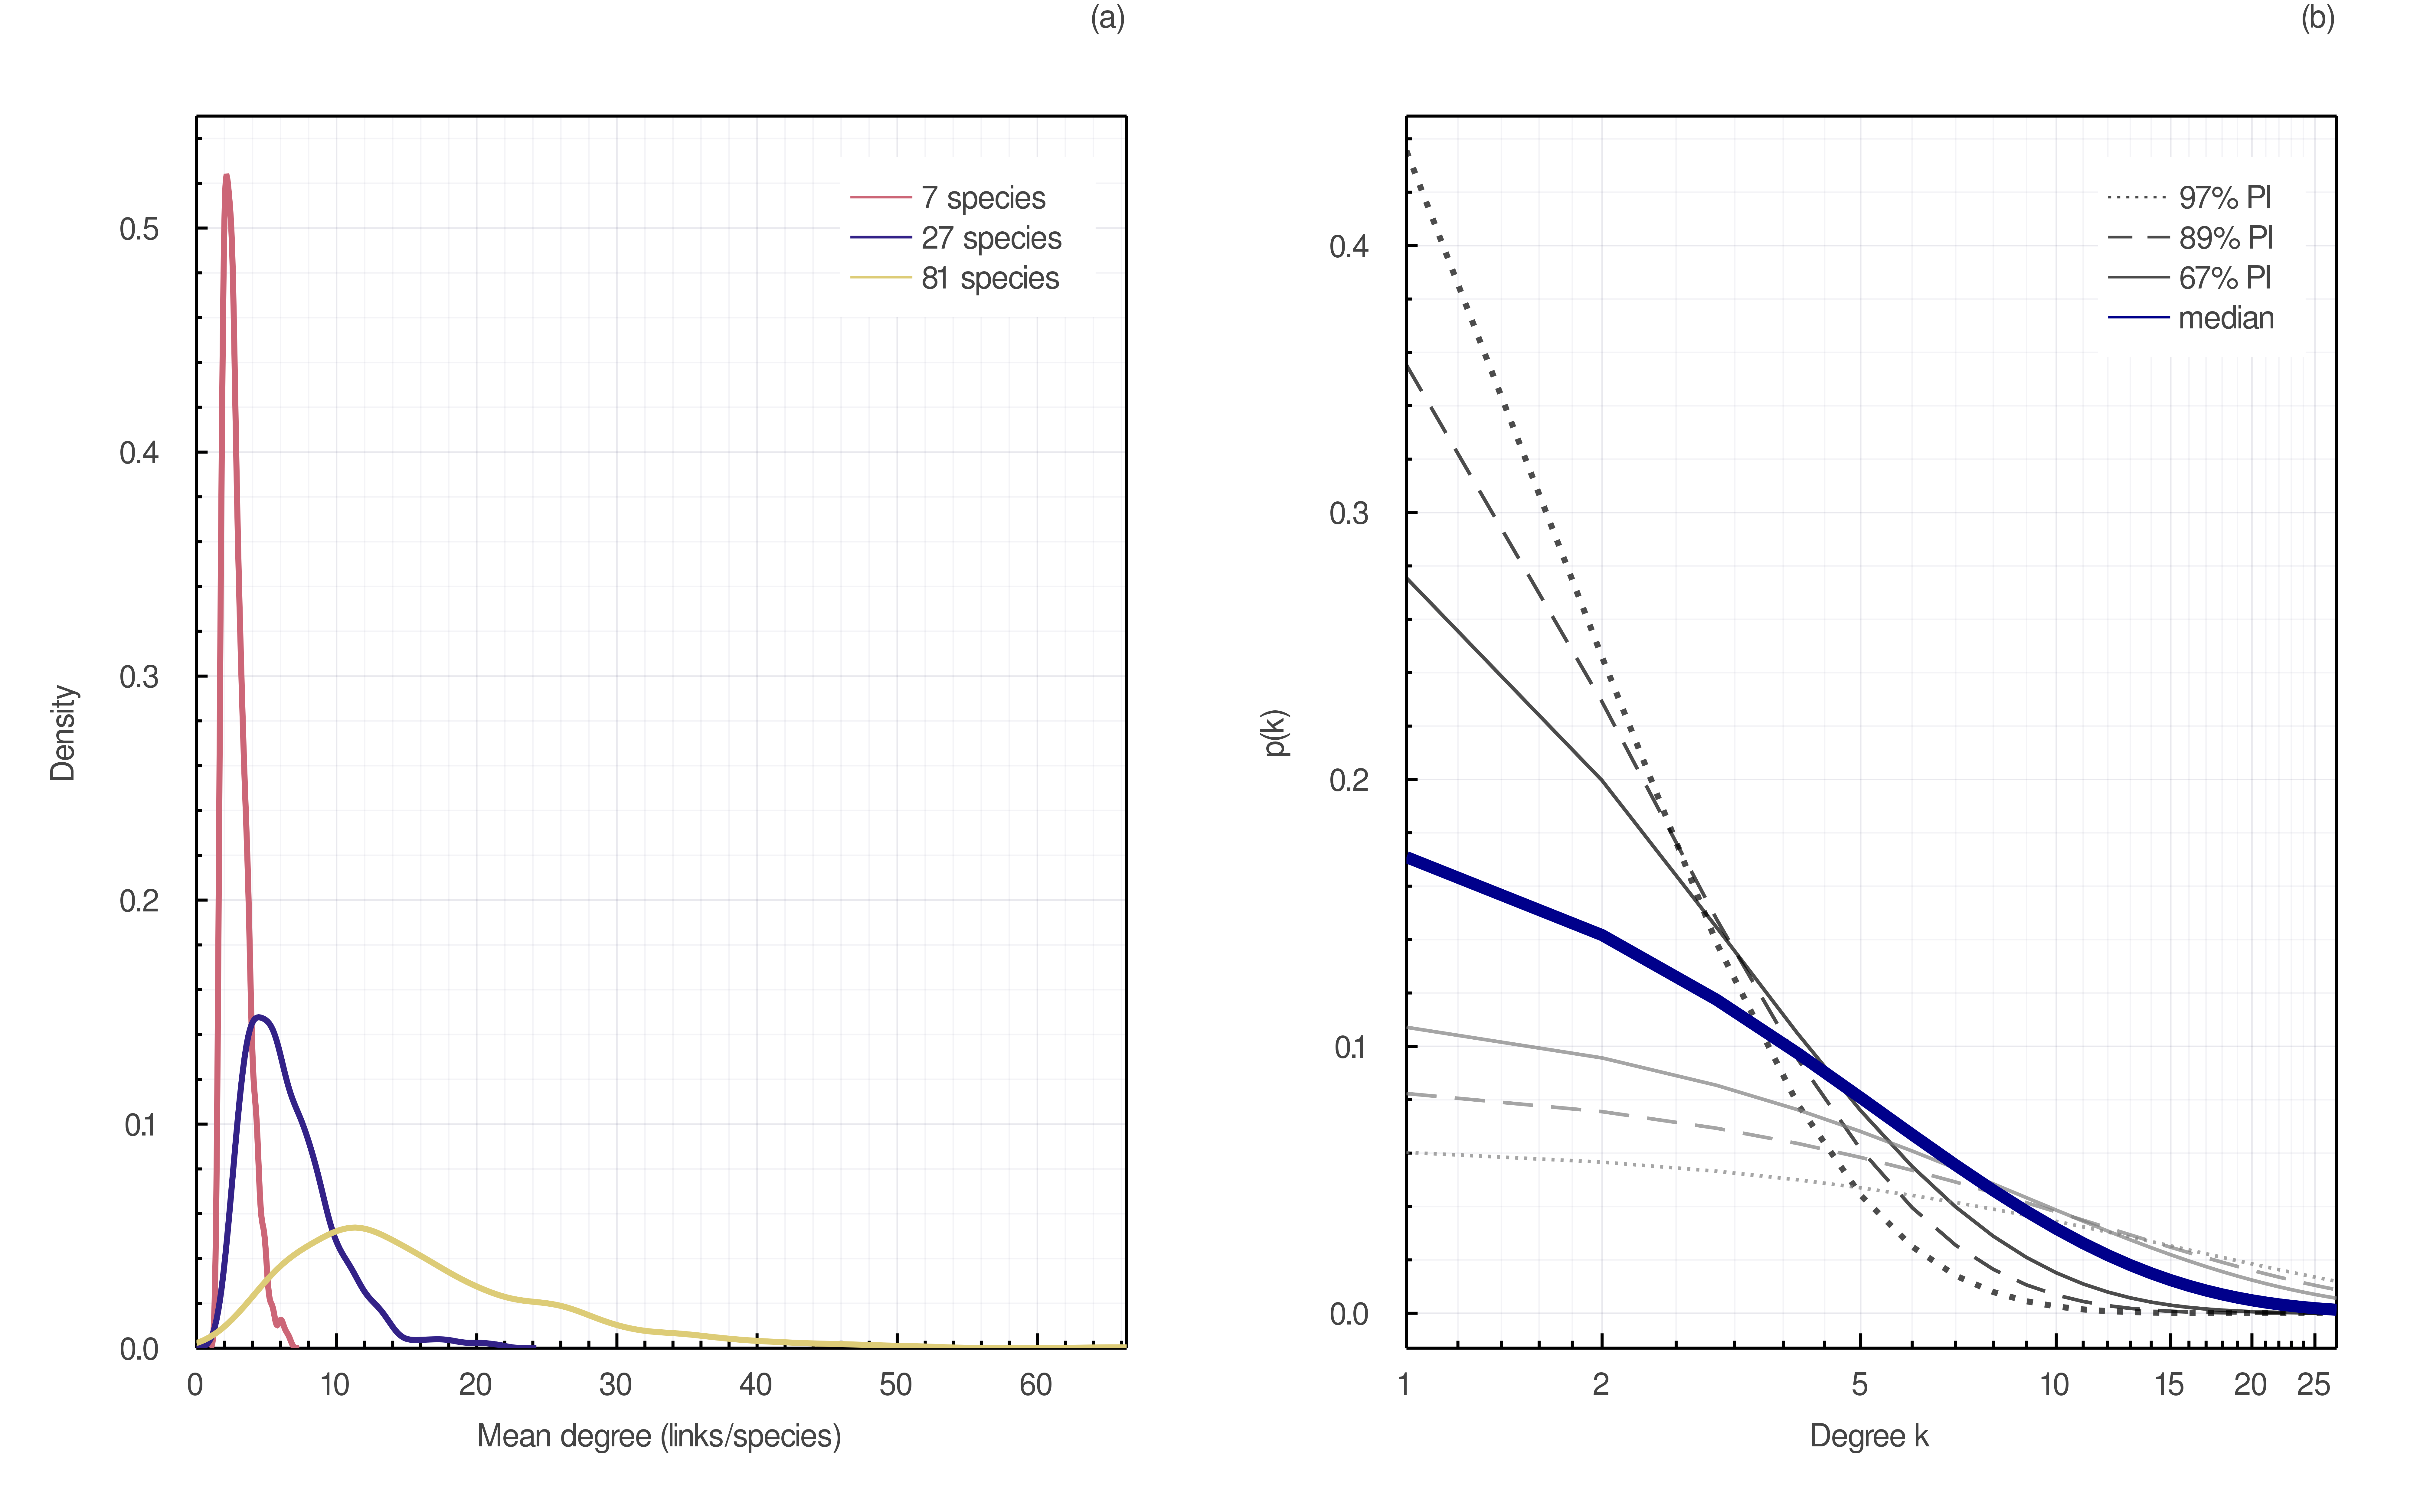 (a)
7 species
27 species
81 species
0.5
0.4
0.3
0.2
0.1
0.0
Density
0 10 20 30 40 50 60
Mean degree (links/species)
(b)
97% PI
89% PI
67% PI
median
0.4
0.3
0.2
0.1
0.0
p(k)
1 2 5 10 15 20 25
Degree k